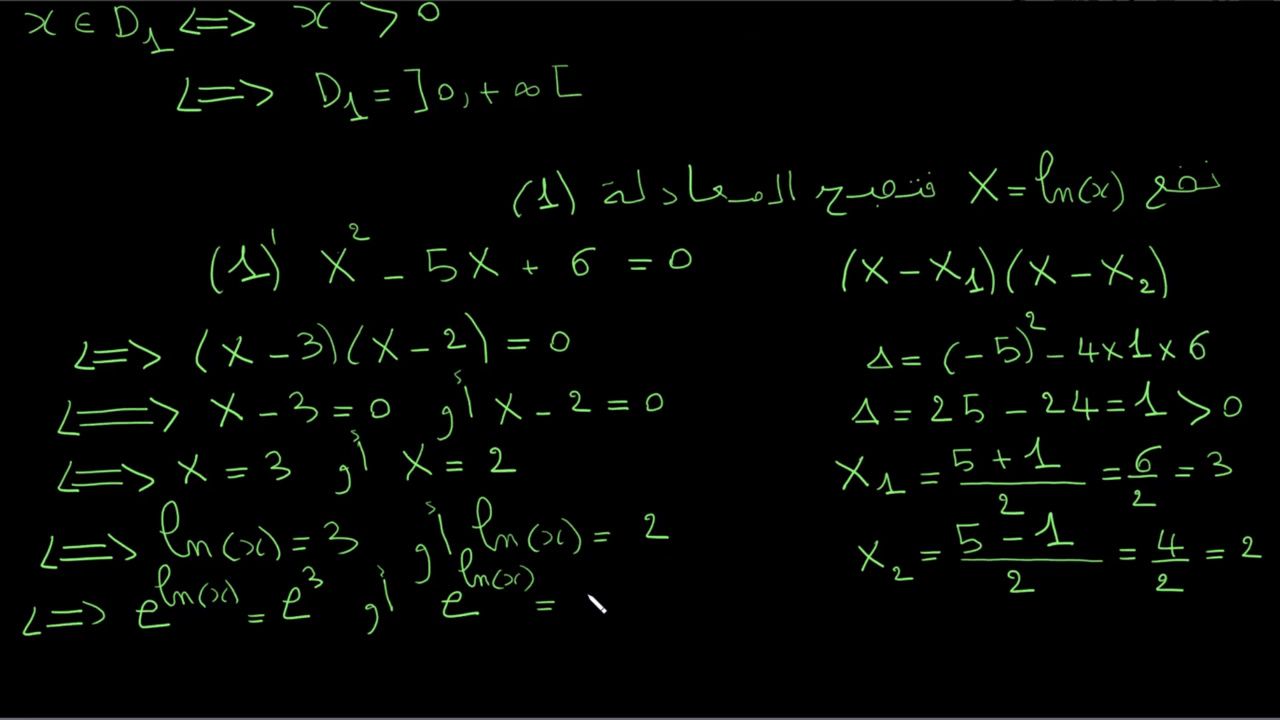 x ∈ D₁ ⟺ x > 0
⟺ D₁ = ]0, +∞[
نضع X = ln(x) فتصبح المعادلة (1)
(1)' X² - 5X + 6 = 0
⟺ (X - 3)(X - 2) = 0
⟺ X - 3 = 0 أو X - 2 = 0
⟺ X = 3 أو X = 2
⟺ ln(x) = 3 أو ln(x) = 2
⟺ e^ln(x) = e³ أو e^ln(x) =
(X - X₁)(X - X₂)
Δ = (-5)² - 4×1×6
Δ = 25 - 24 = 1 > 0
X₁ = (5 + 1)/2 = 6/2 = 3
X₂ = (5 - 1)/2 = 4/2 = 2